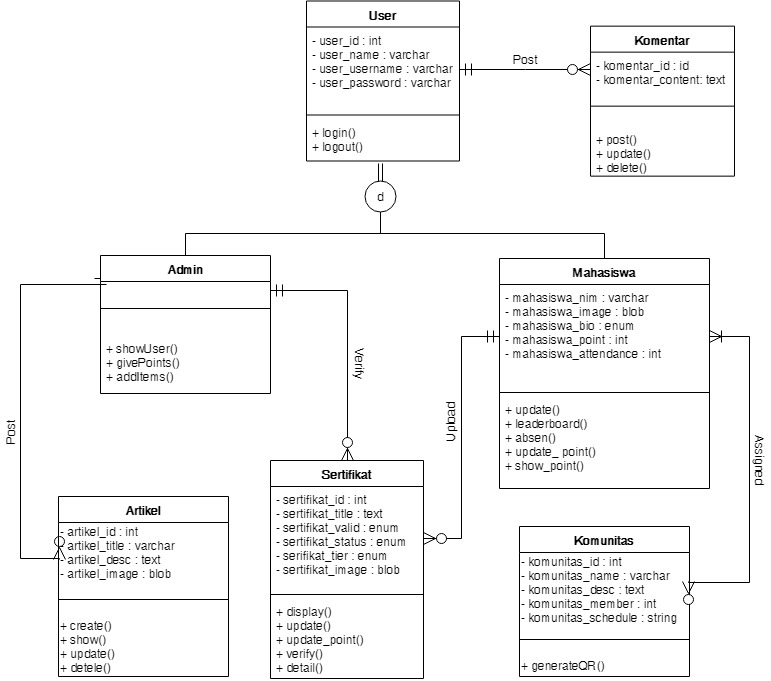 User
- user_id : int
- user_name : varchar
- user_username : varchar
- user_password : varchar
+ login()
+ logout()
Post
Komentar
- komentar_id : id
- komentar_content: text
+ post()
+ update()
+ delete()
d
Admin
+ showUser()
+ givePoints()
+ addItems()
Mahasiswa
- mahasiswa_nim : varchar
- mahasiswa_image : blob
- mahasiswa_bio : enum
- mahasiswa_point : int
- mahasiswa_attendance : int
+ update()
+ leaderboard()
+ absen()
+ update_ point()
+ show_point()
Verify
Upload
Post
Assigned
Artikel
- artikel_id : int
- artikel_title : varchar
- artikel_desc : text
- artikel_image : blob
+ create()
+ show()
+ update()
+ detele()
Sertifikat
- sertifikat_id : int
- sertifikat_title : text
- sertifikat_valid : enum
- sertifikat_status : enum
- serifikat_tier : enum
- sertifikat_image : blob
+ display()
+ update()
+ update_point()
+ verify()
+ detail()
Komunitas
- komunitas_id : int
- komunitas_name : varchar
- komunitas_desc : text
- komunitas_member : int
- komunitas_schedule : string
+ generateQR()